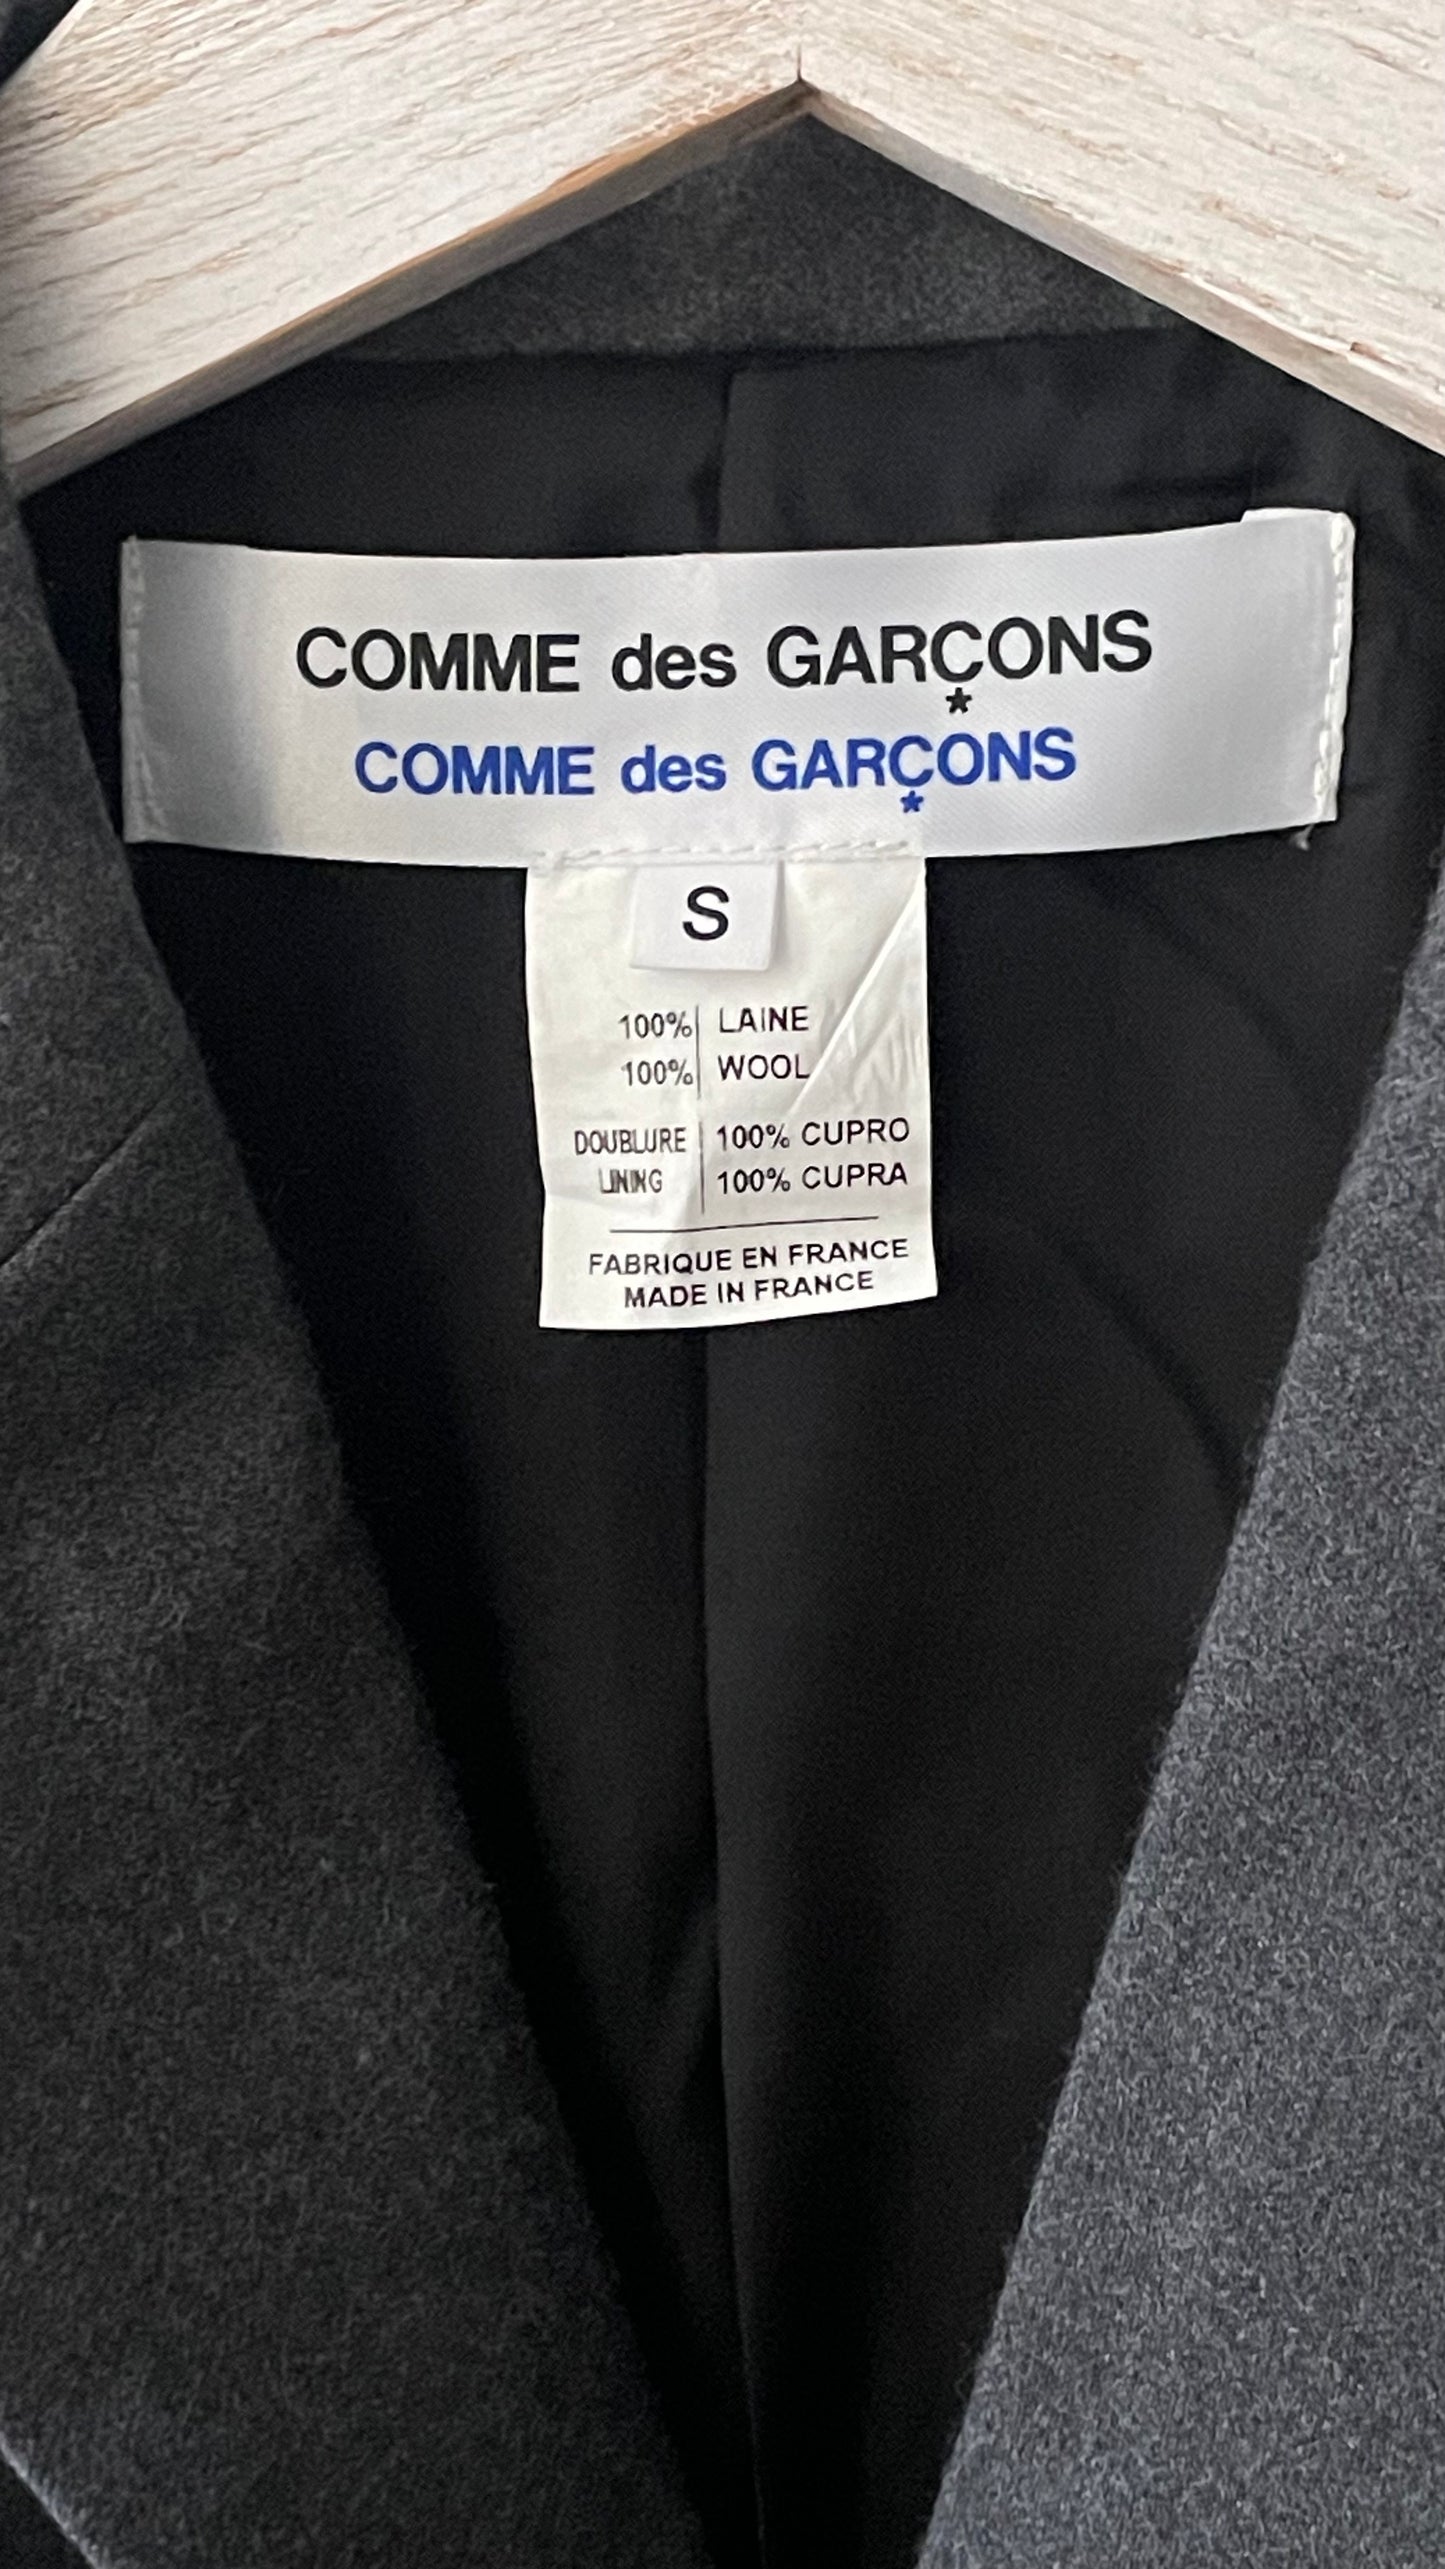 COMME des GARÇONS
COMME des GARÇONS
S
100% LAINE
100% WOOL
DOUBLURE 100% CUPRO
LINING 100% CUPRA
FABRIQUE EN FRANCE
MADE IN FRANCE